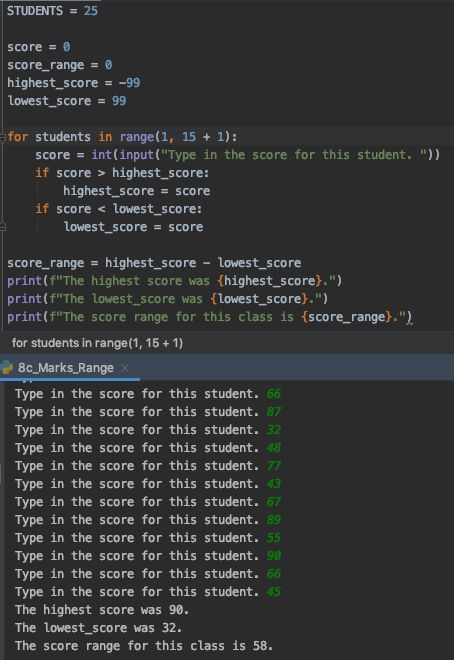 STUDENTS = 25
score = 0
score_range = 0
highest_score = -99
lowest_score = 99
for students in range(1, 15 + 1):
score = int(input("Type in the score for this student. "))
if score > highest_score:
highest_score = score
if score < lowest_score:
lowest_score = score
score_range = highest_score - lowest_score
print(f"The highest score was {highest_score}.")
print(f"The lowest_score was {lowest_score}.")
print(f"The score range for this class is {score_range}.")
for students in range(1, 15 + 1)
8c_Marks_Range ×
Type in the score for this student. 66
Type in the score for this student. 87
Type in the score for this student. 32
Type in the score for this student. 48
Type in the score for this student. 77
Type in the score for this student. 43
Type in the score for this student. 67
Type in the score for this student. 89
Type in the score for this student. 55
Type in the score for this student. 90
Type in the score for this student. 66
Type in the score for this student. 45
The highest score was 90.
The lowest_score was 32.
The score range for this class is 58.